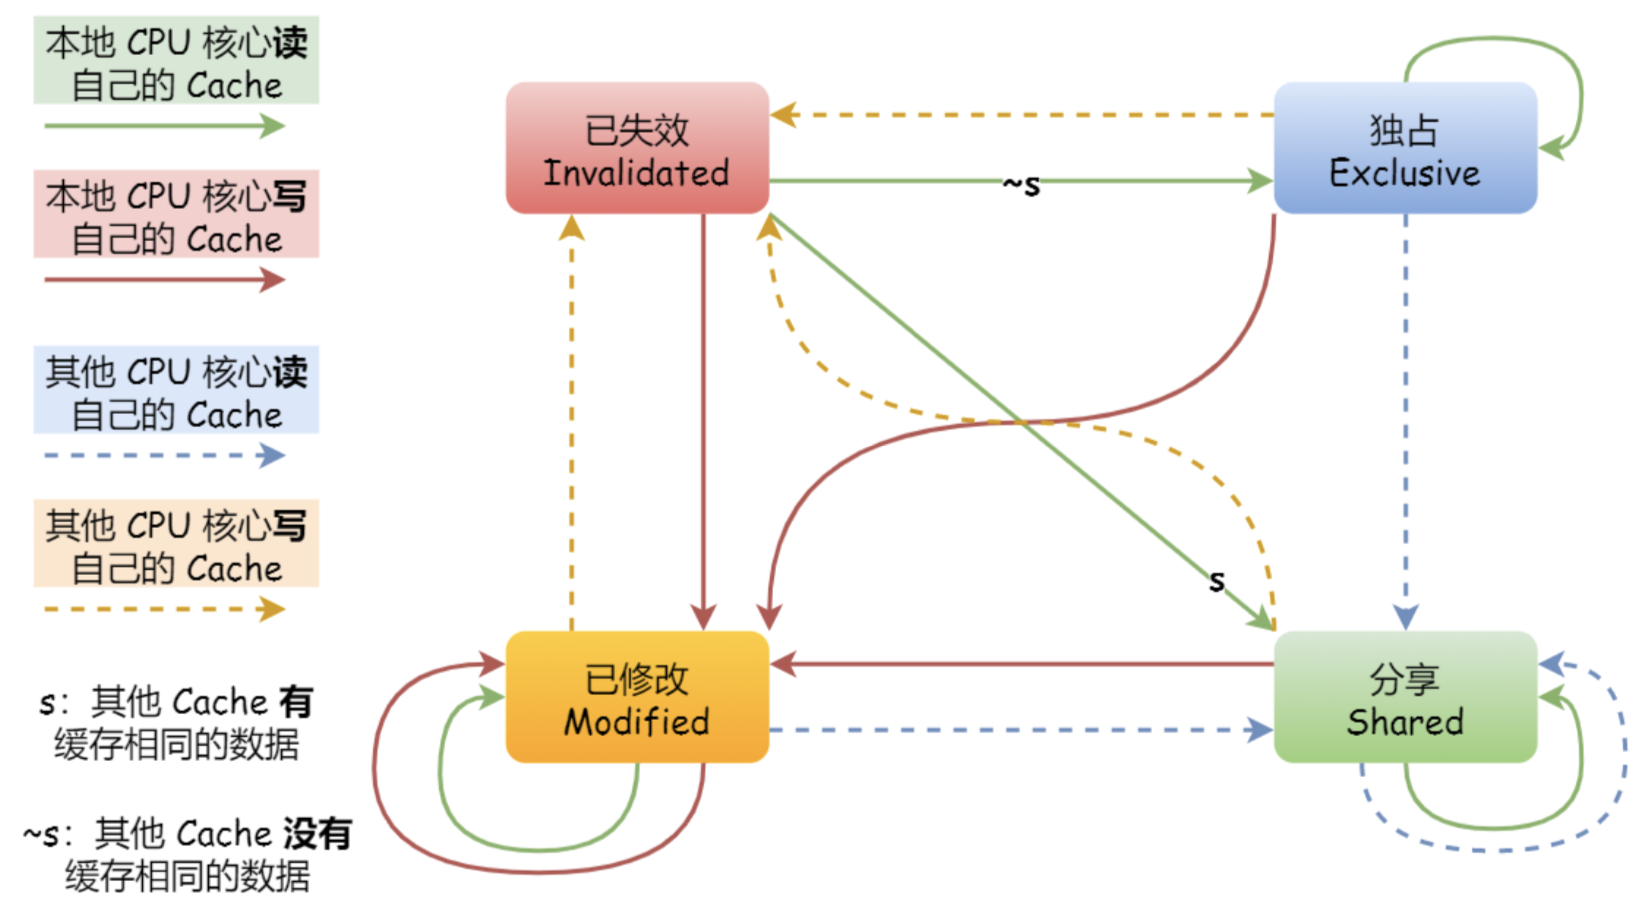 本地 CPU 核心读
自己的 Cache
本地 CPU 核心写
自己的 Cache
其他 CPU 核心读
自己的 Cache
其他 CPU 核心写
自己的 Cache
s：其他 Cache 有
缓存相同的数据
~s：其他 Cache 没有
缓存相同的数据
已失效
Invalidated
~s
独占
Exclusive
s
已修改
Modified
分享
Shared